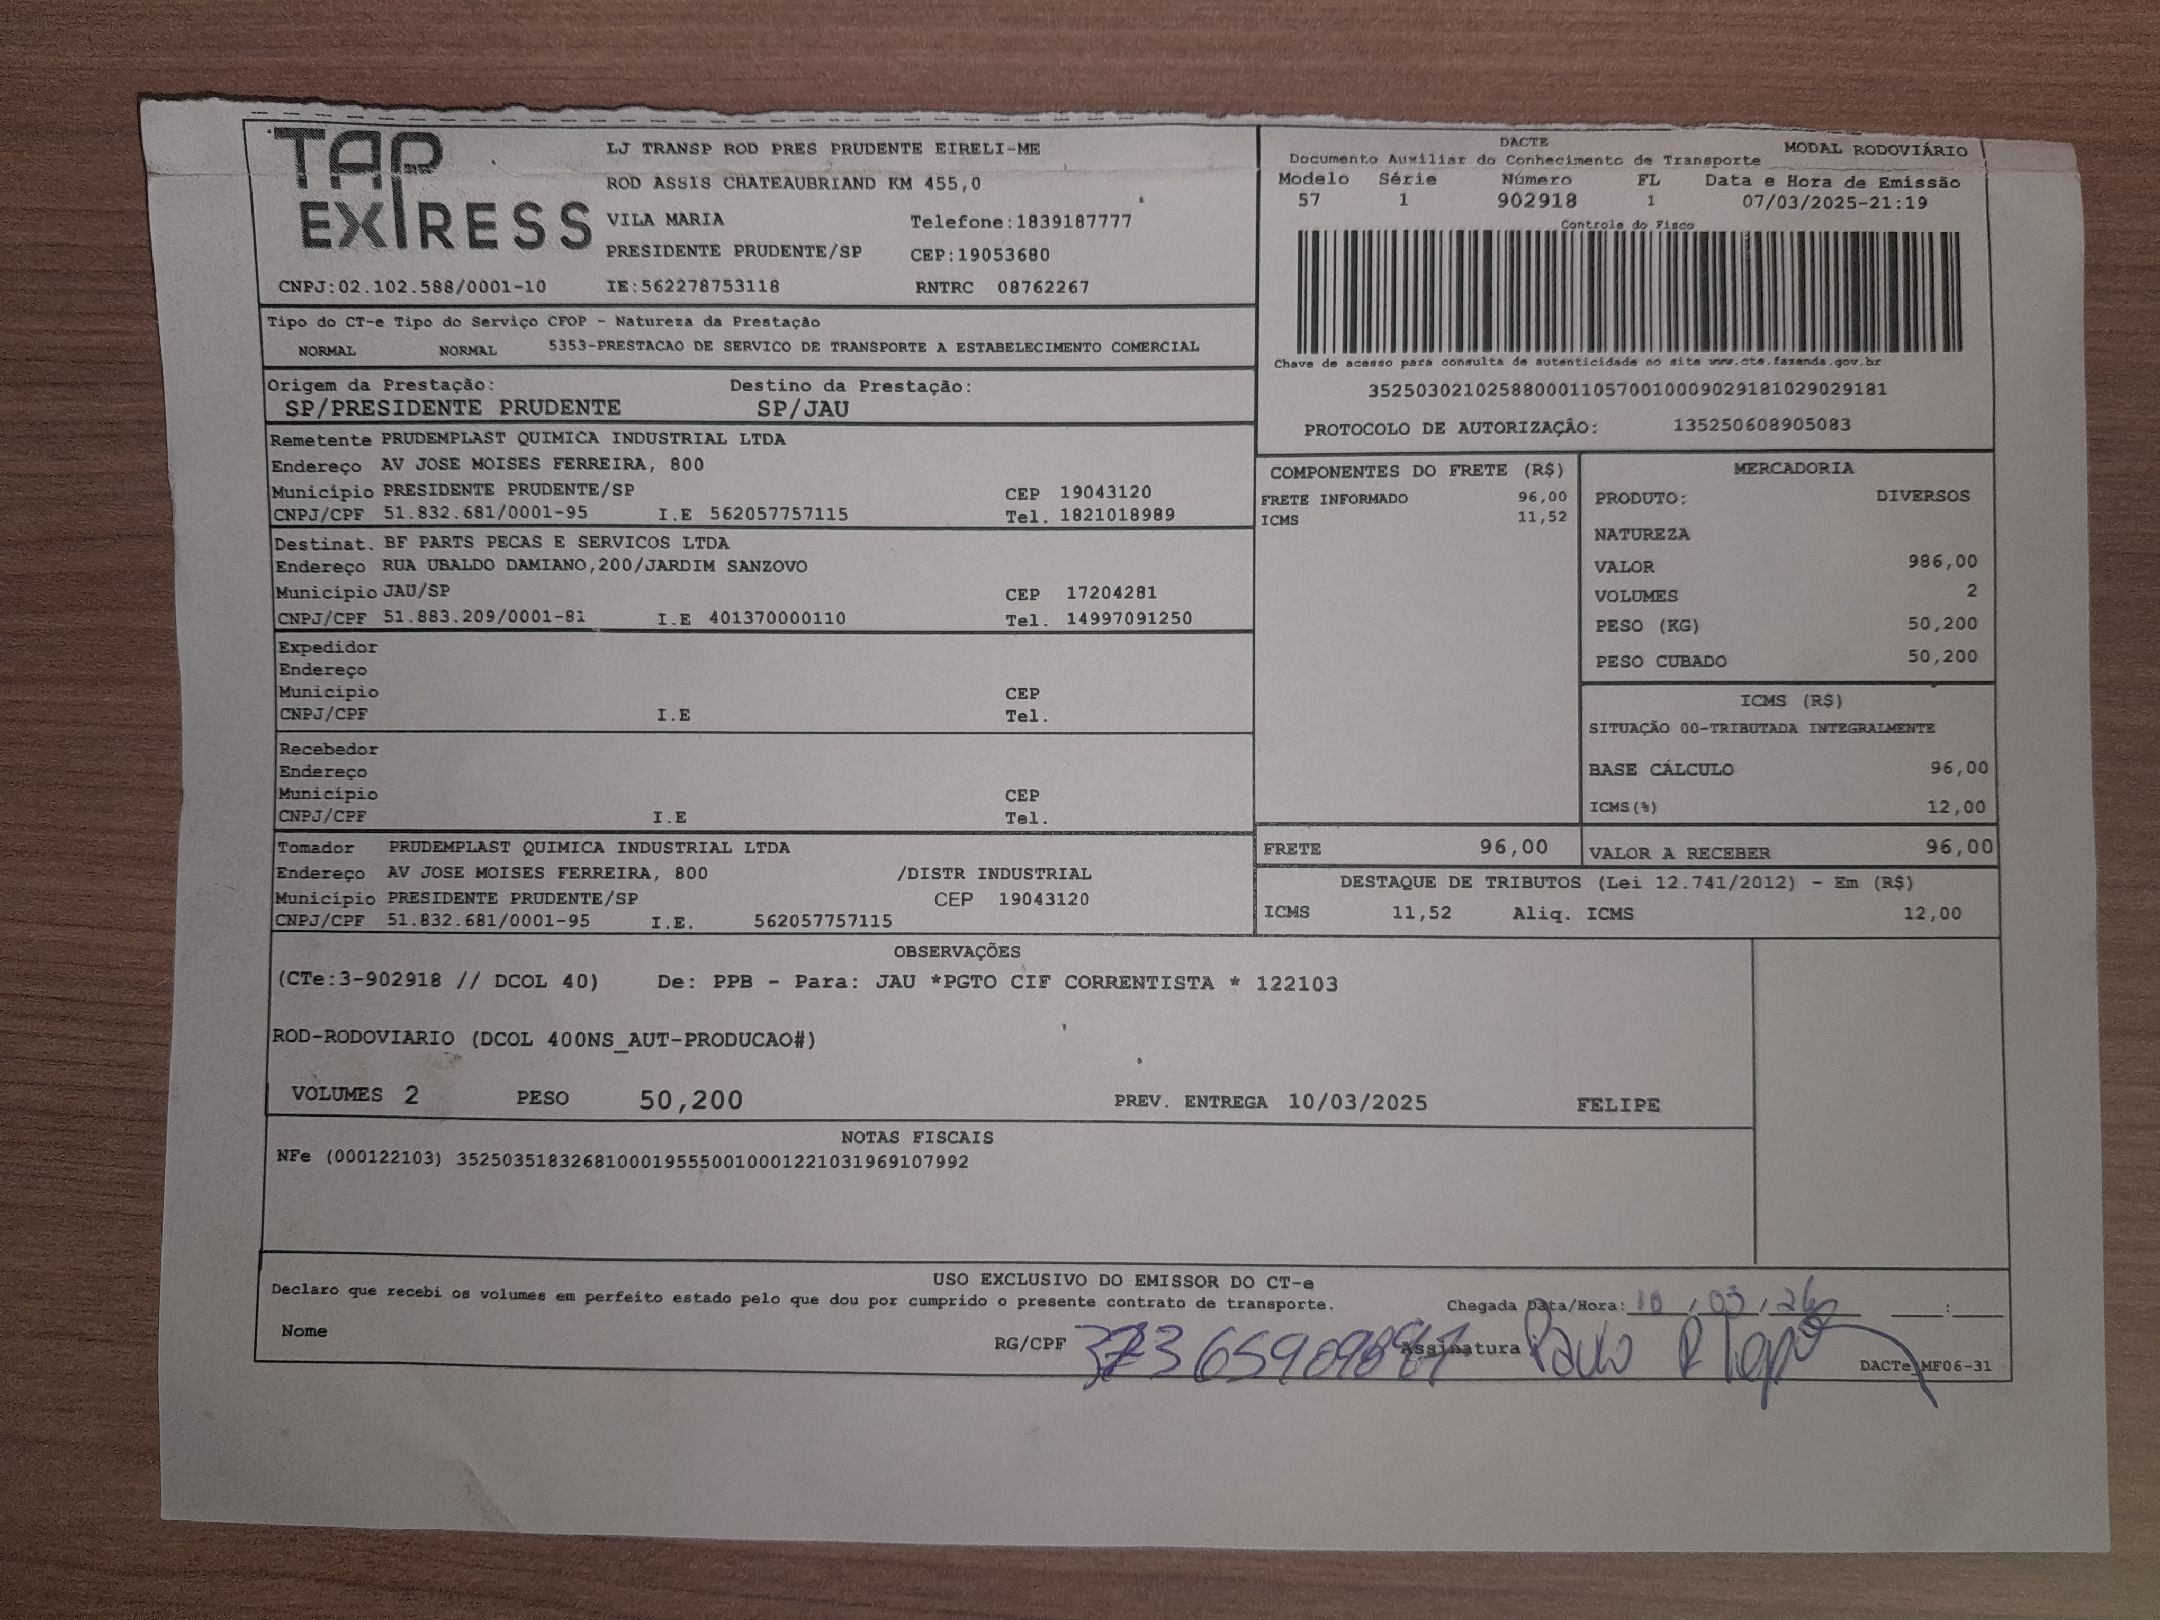 TAP EXPRESS
LJ TRANSP ROD PRES PRUDENTE EIRELI-ME
ROD ASSIS CHATEAUBRIAND KM 455,0
VILA MARIA Telefone:1839187777
PRESIDENTE PRUDENTE/SP CEP:19053680
CNPJ:02.102.588/0001-10 IE:562278753118 RNTRC 08762267
DACTE MODAL RODOVIÁRIO
Documento Auxiliar do Conhecimento de Transporte
Modelo Série Número FL Data e Hora de Emissão
57 1 902918 1 07/03/2025-21:19
Controle do Fisco
Chave de acesso para consulta de autenticidade no site www.cte.fazenda.gov.br
35250302102588000110570010009029181029029181
PROTOCOLO DE AUTORIZAÇÃO: 135250608905083
Tipo do CT-e Tipo do Serviço CFOP - Natureza da Prestação
NORMAL NORMAL 5353-PRESTACAO DE SERVICO DE TRANSPORTE A ESTABELECIMENTO COMERCIAL
Origem da Prestação: Destino da Prestação:
SP/PRESIDENTE PRUDENTE SP/JAU
Remetente PRUDEMPLAST QUIMICA INDUSTRIAL LTDA
Endereço AV JOSE MOISES FERREIRA, 800
Município PRESIDENTE PRUDENTE/SP CEP 19043120
CNPJ/CPF 51.832.681/0001-95 I.E 562057757115 Tel. 1821018989
Destinat. BF PARTS PECAS E SERVICOS LTDA
Endereço RUA UBALDO DAMIANO,200/JARDIM SANZOVO
Município JAU/SP CEP 17204281
CNPJ/CPF 51.883.209/0001-81 I.E 401370000110 Tel. 14997091250
Expedidor
Endereço
Município CEP
CNPJ/CPF I.E Tel.
Recebedor
Endereço
Município CEP
CNPJ/CPF I.E Tel.
Tomador PRUDEMPLAST QUIMICA INDUSTRIAL LTDA
Endereço AV JOSE MOISES FERREIRA, 800 /DISTR INDUSTRIAL
Município PRESIDENTE PRUDENTE/SP CEP 19043120
CNPJ/CPF 51.832.681/0001-95 I.E. 562057757115
COMPONENTES DO FRETE (R$)
FRETE INFORMADO 96,00
ICMS 11,52
MERCADORIA
PRODUTO: DIVERSOS
NATUREZA
VALOR 986,00
VOLUMES 2
PESO (KG) 50,200
PESO CUBADO 50,200
ICMS (R$)
SITUAÇÃO 00-TRIBUTADA INTEGRALMENTE
BASE CÁLCULO 96,00
ICMS(%) 12,00
FRETE 96,00 VALOR A RECEBER 96,00
DESTAQUE DE TRIBUTOS (Lei 12.741/2012) - Em (R$)
ICMS 11,52 Aliq. ICMS 12,00
OBSERVAÇÕES
(CTe:3-902918 // DCOL 40) De: PPB - Para: JAU *PGTO CIF CORRENTISTA * 122103
ROD-RODOVIARIO (DCOL 400NS_AUT-PRODUCAO#)
VOLUMES 2 PESO 50,200 PREV. ENTREGA 10/03/2025 FELIPE
NOTAS FISCAIS
NFe (000122103) 35250351832681000195550010001221031969107992
USO EXCLUSIVO DO EMISSOR DO CT-e
Declaro que recebi os volumes em perfeito estado pelo que dou por cumprido o presente contrato de transporte. Chegada Data/Hora: 10 / 03 / :
Nome RG/CPF Assinatura Paulo R
DACTe_MF06-31